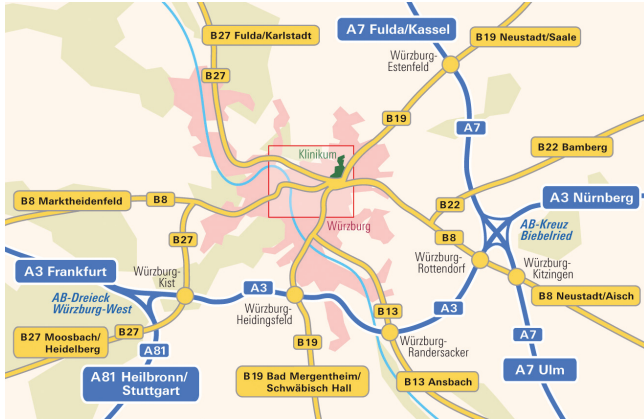 B27 Fulda/Karlstadt
A7 Fulda/Kassel
B19 Neustadt/Saale
Würzburg-
Estenfeld
B27
A7
B19
B22 Bamberg
Klinikum
B8 Marktheidenfeld
B8
B22
A3 Nürnberg
Würzburg
AB-Kreuz
Biebelried
B27
B8
A3 Frankfurt
Würzburg-
Kist
Würzburg-
Rottendorf
Würzburg-
Kitzingen
AB-Dreieck
Würzburg-West
A3
B8 Neustadt/Aisch
Würzburg-
Heidingsfeld
B13
A3
B27 Moosbach/
Heidelberg
B27
A7
A81
B19
Würzburg-
Randersacker
A81 Heilbronn/
Stuttgart
B19 Bad Mergentheim/
Schwäbisch Hall
B13 Ansbach
A7 Ulm